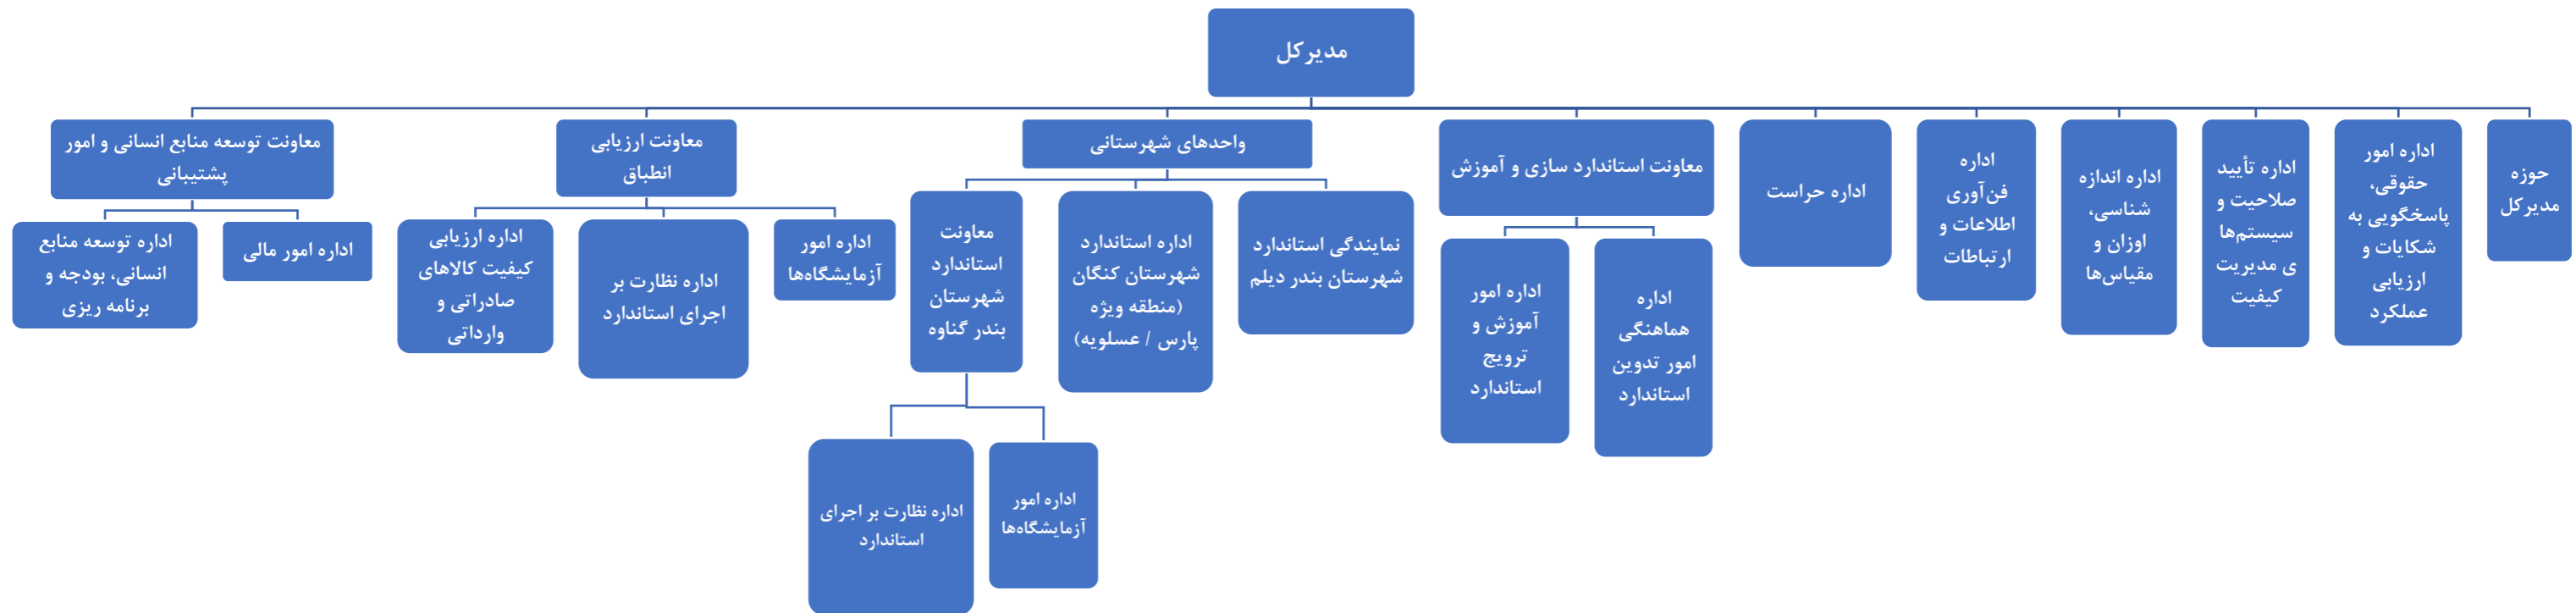 مدیرکل
حوزه
مدیرکل
اداره امور
حقوقی،
پاسخگویی به
شکایات و
ارزیابی
عملکرد
اداره تأیید
صلاحیت و
سیستم‌ها
ی مدیریت
کیفیت
اداره اندازه
شناسی،
اوزان و
مقیاس‌ها
اداره
فن‌آوری
اطلاعات و
ارتباطات
اداره حراست
معاونت استاندارد سازی و آموزش
اداره
هماهنگی
امور تدوین
استاندارد
اداره امور
آموزش و
ترویج
استاندارد
واحدهای شهرستانی
نمایندگی استاندارد
شهرستان بندر دیلم
اداره استاندارد
شهرستان کنگان
(منطقه ویژه
پارس / عسلویه)
معاونت
استاندارد
شهرستان
بندر گناوه
اداره امور
آزمایشگاه‌ها
اداره نظارت بر اجرای
استاندارد
معاونت ارزیابی
انطباق
اداره امور
آزمایشگاه‌ها
اداره نظارت بر
اجرای استاندارد
اداره ارزیابی
کیفیت کالاهای
صادراتی و
وارداتی
معاونت توسعه منابع انسانی و امور
پشتیبانی
اداره امور مالی
اداره توسعه منابع
انسانی، بودجه و
برنامه ریزی